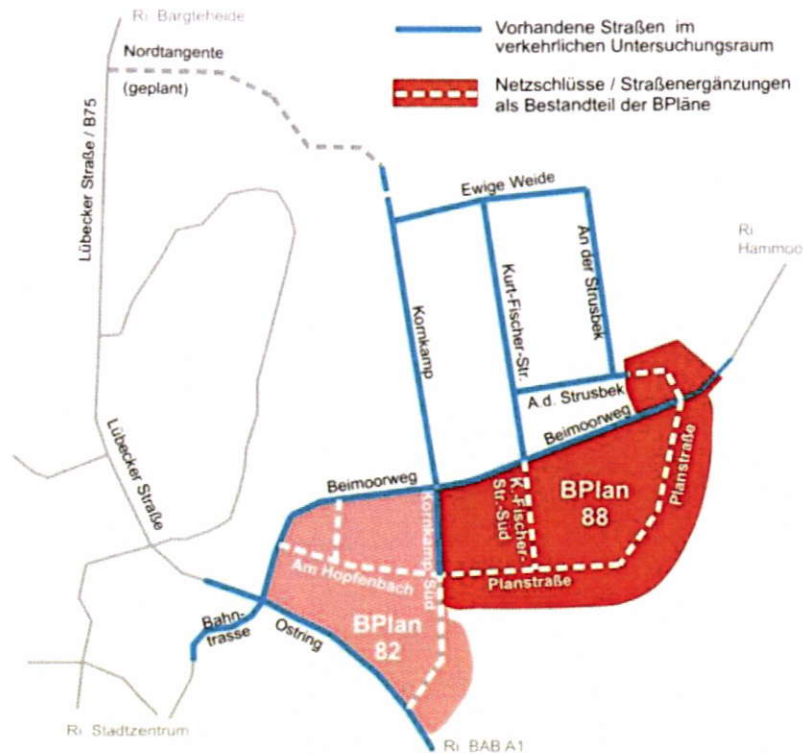 Ri Bargteheide
Nordtangente
(geplant)
Vorhandene Straßen im
verkehrlichen Untersuchungsraum
Netzschlüsse / Straßenergänzungen
als Bestandteil der BPläne
Lübecker Straße / B75
Ewige Weide
Ri
Hammoor
Kornkamp
Kurt-Fischer-Str.
An der Strusbek
A.d. Strusbek
Beimoorweg
Lübecker Straße
Beimoorweg
Kornkamp-Süd
K.-Fischer-
Str.-Süd
BPlan
88
Planstraße
Am Hopfenbach
Planstraße
Bahn-
trasse
Ostring
BPlan
82
Ri Stadtzentrum
Ri BAB A1